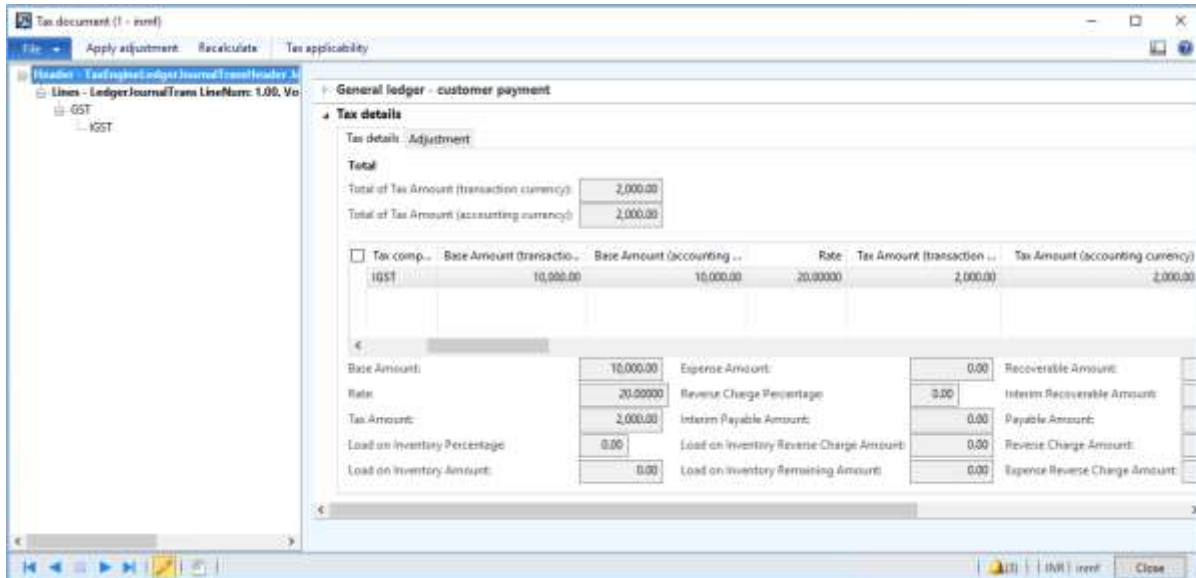 Tax document (1 - inmf)
File Apply adjustment Recalculate Tax applicability
Header - TaxEngineLedgerJournalTransHeader J
Lines - LedgerJournalTrans LineNum: 1.00, Vo
GST
IGST
General ledger - customer payment
Tax details
Tax details Adjustment
Total
Total of Tax Amount (transaction currency): 2,000.00
Total of Tax Amount (accounting currency): 2,000.00
Tax comp... Base Amount (transactio... Base Amount (accounting ... Rate Tax Amount (transaction ... Tax Amount (accounting currency)
IGST 10,000.00 10,000.00 20.00000 2,000.00 2,000.00
Base Amount: 10,000.00 Expense Amount: 0.00 Recoverable Amount:
Rate: 20.00000 Reverse Charge Percentage: 0.00 Interim Recoverable Amount:
Tax Amount: 2,000.00 Interim Payable Amount: 0.00 Payable Amount:
Load on Inventory Percentage: 0.00 Load on Inventory Reverse Charge Amount: 0.00 Reverse Charge Amount:
Load on Inventory Amount: 0.00 Load on Inventory Remaining Amount: 0.00 Expense Reverse Charge Amount:
INR inmf Close